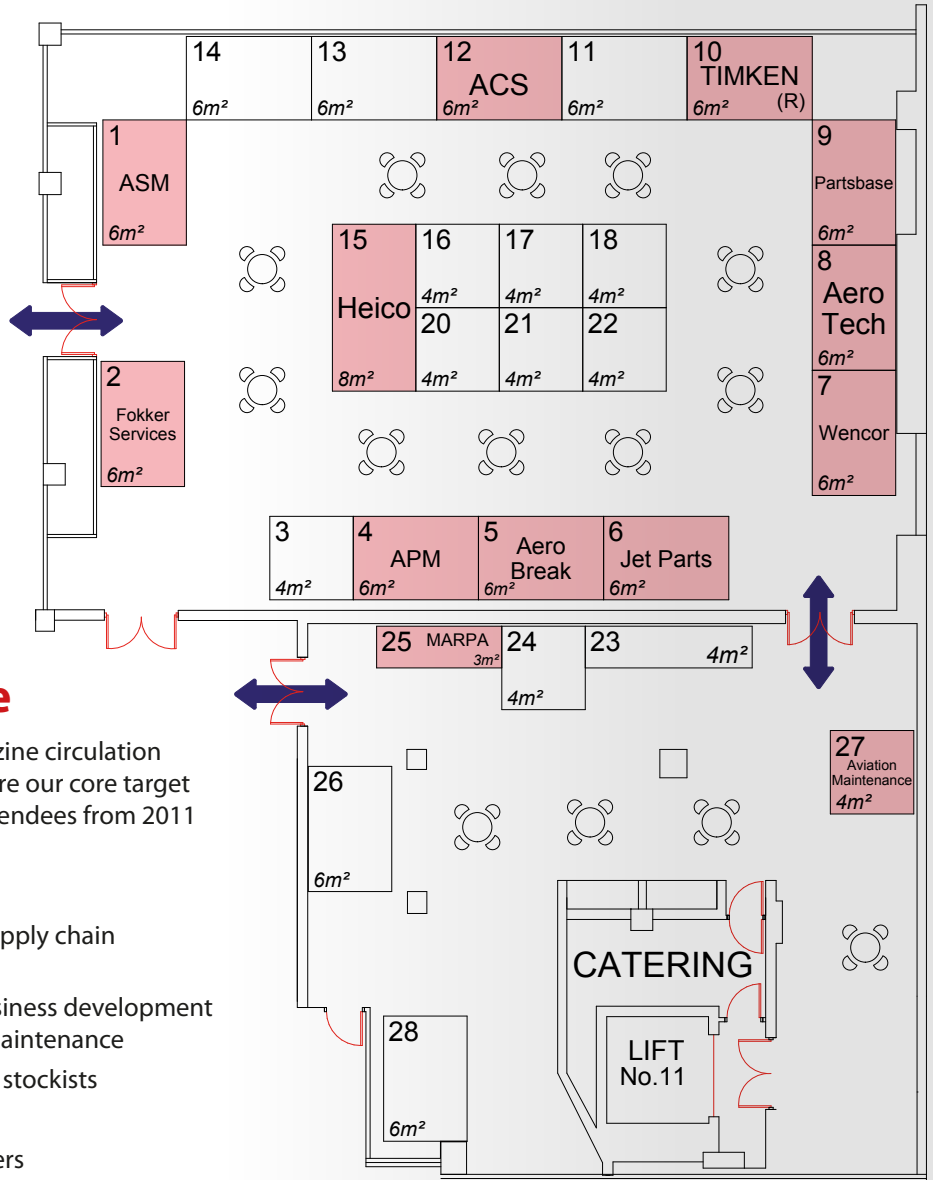 14
6m²
13
6m²
12
ACS
6m²
11
6m²
10
TIMKEN
(R)
6m²
1
ASM
6m²
9
Partsbase
6m²
15
Heico
8m²
16
4m²
17
4m²
18
4m²
8
Aero
Tech
6m²
20
4m²
21
4m²
22
4m²
2
Fokker
Services
6m²
7
Wencor
6m²
3
4m²
4
APM
6m²
5
Aero
Break
6m²
6
Jet Parts
6m²
25
MARPA
3m²
24
4m²
23
4m²
e
zine circulation
re our core target
endees from 2011
27
Aviation
Maintenance
4m²
26
6m²
pply chain
CATERING
siness development
aintenance
stockists
28
6m²
LIFT
No.11
ers